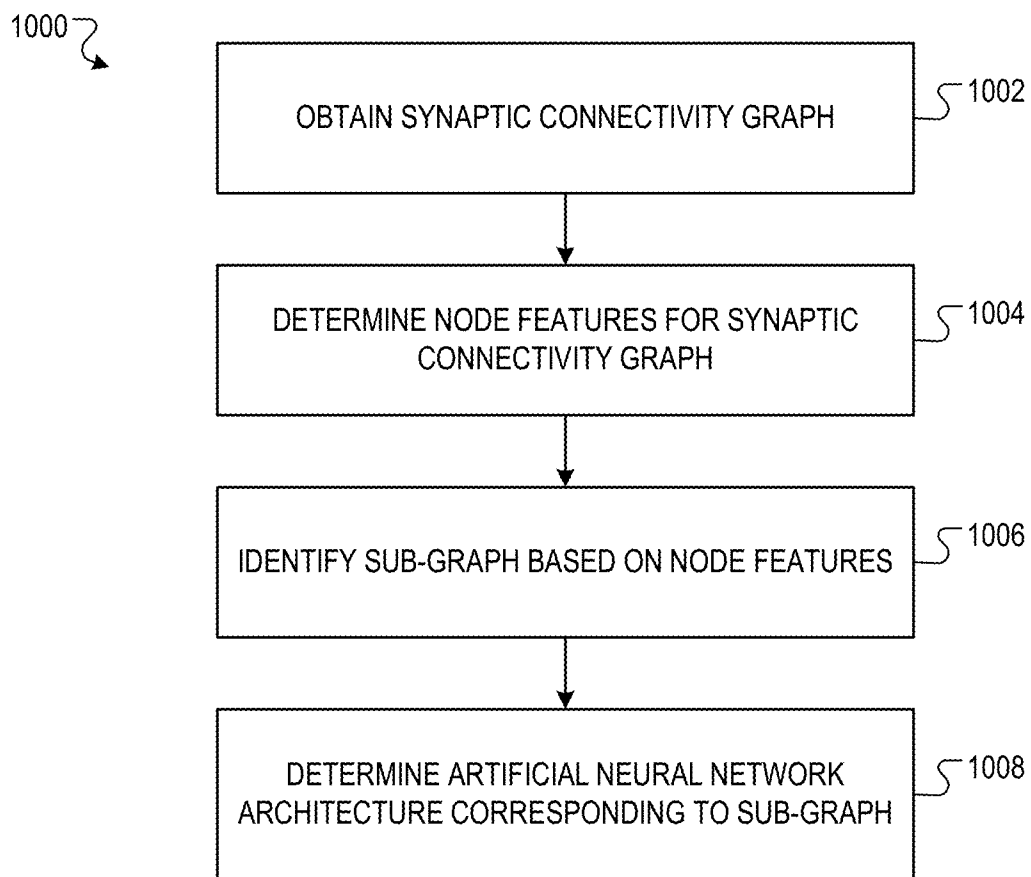 1000
OBTAIN SYNAPTIC CONNECTIVITY GRAPH
1002
DETERMINE NODE FEATURES FOR SYNAPTIC
CONNECTIVITY GRAPH
1004
IDENTIFY SUB-GRAPH BASED ON NODE FEATURES
1006
DETERMINE ARTIFICIAL NEURAL NETWORK
ARCHITECTURE CORRESPONDING TO SUB-GRAPH
1008